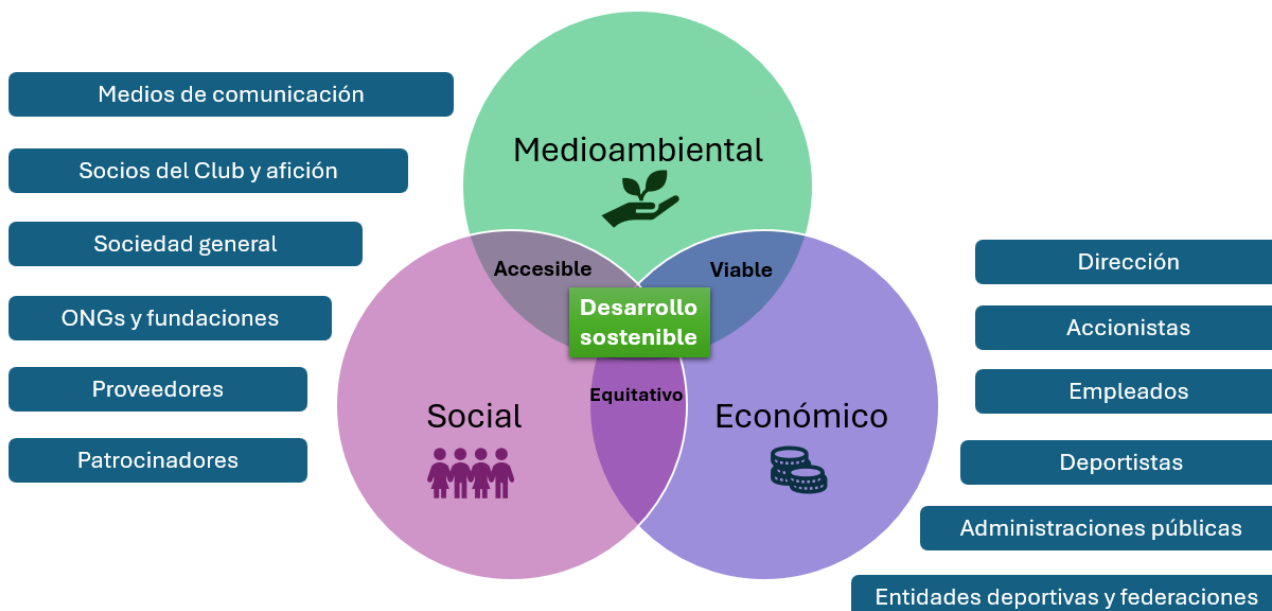 Medios de comunicación
Socios del Club y afición
Sociedad general
ONGs y fundaciones
Proveedores
Patrocinadores
Medioambiental
Accesible
Viable
Desarrollo
sostenible
Equitativo
Social
Económico
Dirección
Accionistas
Empleados
Deportistas
Administraciones públicas
Entidades deportivas y federaciones